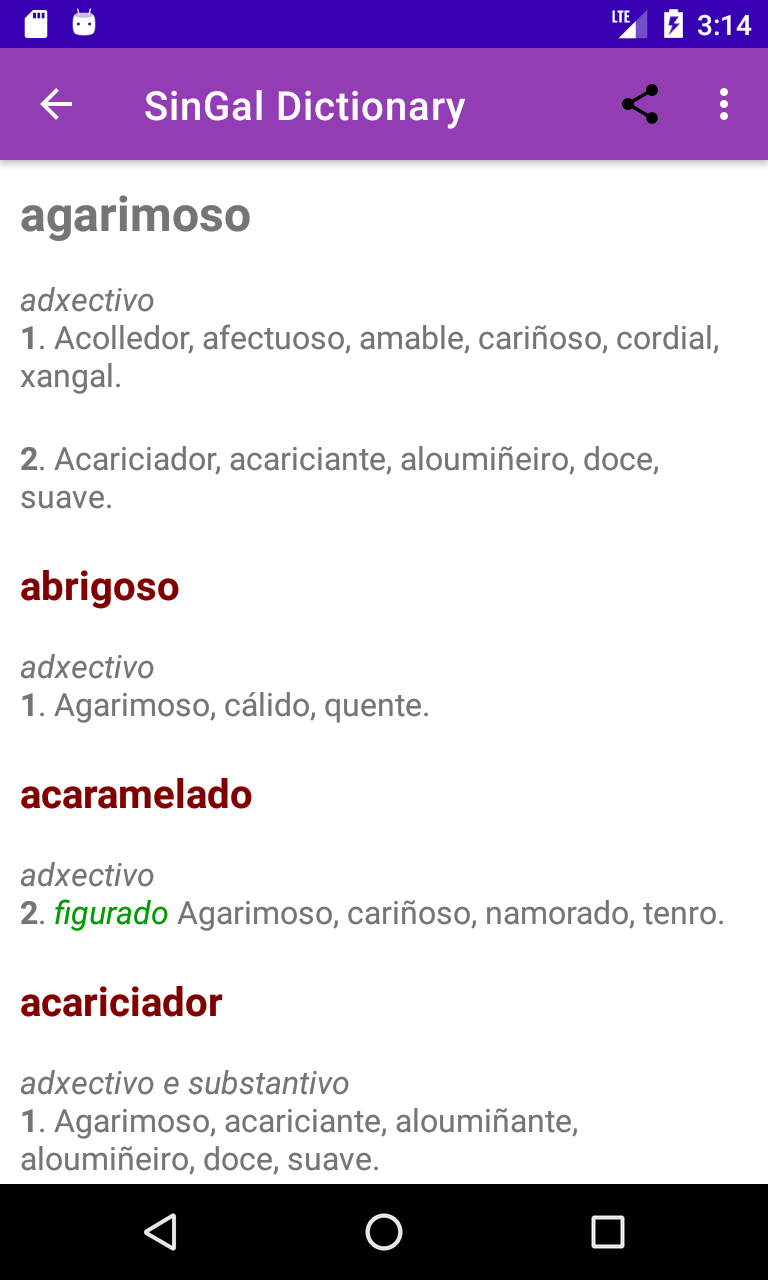 LTE 3:14
SinGal Dictionary
agarimoso
adxectivo
1. Acolledor, afectuoso, amable, cariñoso, cordial,
xangal.
2. Acariciador, acariciante, aloumiñeiro, doce,
suave.
abrigoso
adxectivo
1. Agarimoso, cálido, quente.
acaramelado
adxectivo
2. figurado Agarimoso, cariñoso, namorado, tenro.
acariciador
adxectivo e substantivo
1. Agarimoso, acariciante, aloumiñante,
aloumiñeiro, doce, suave.